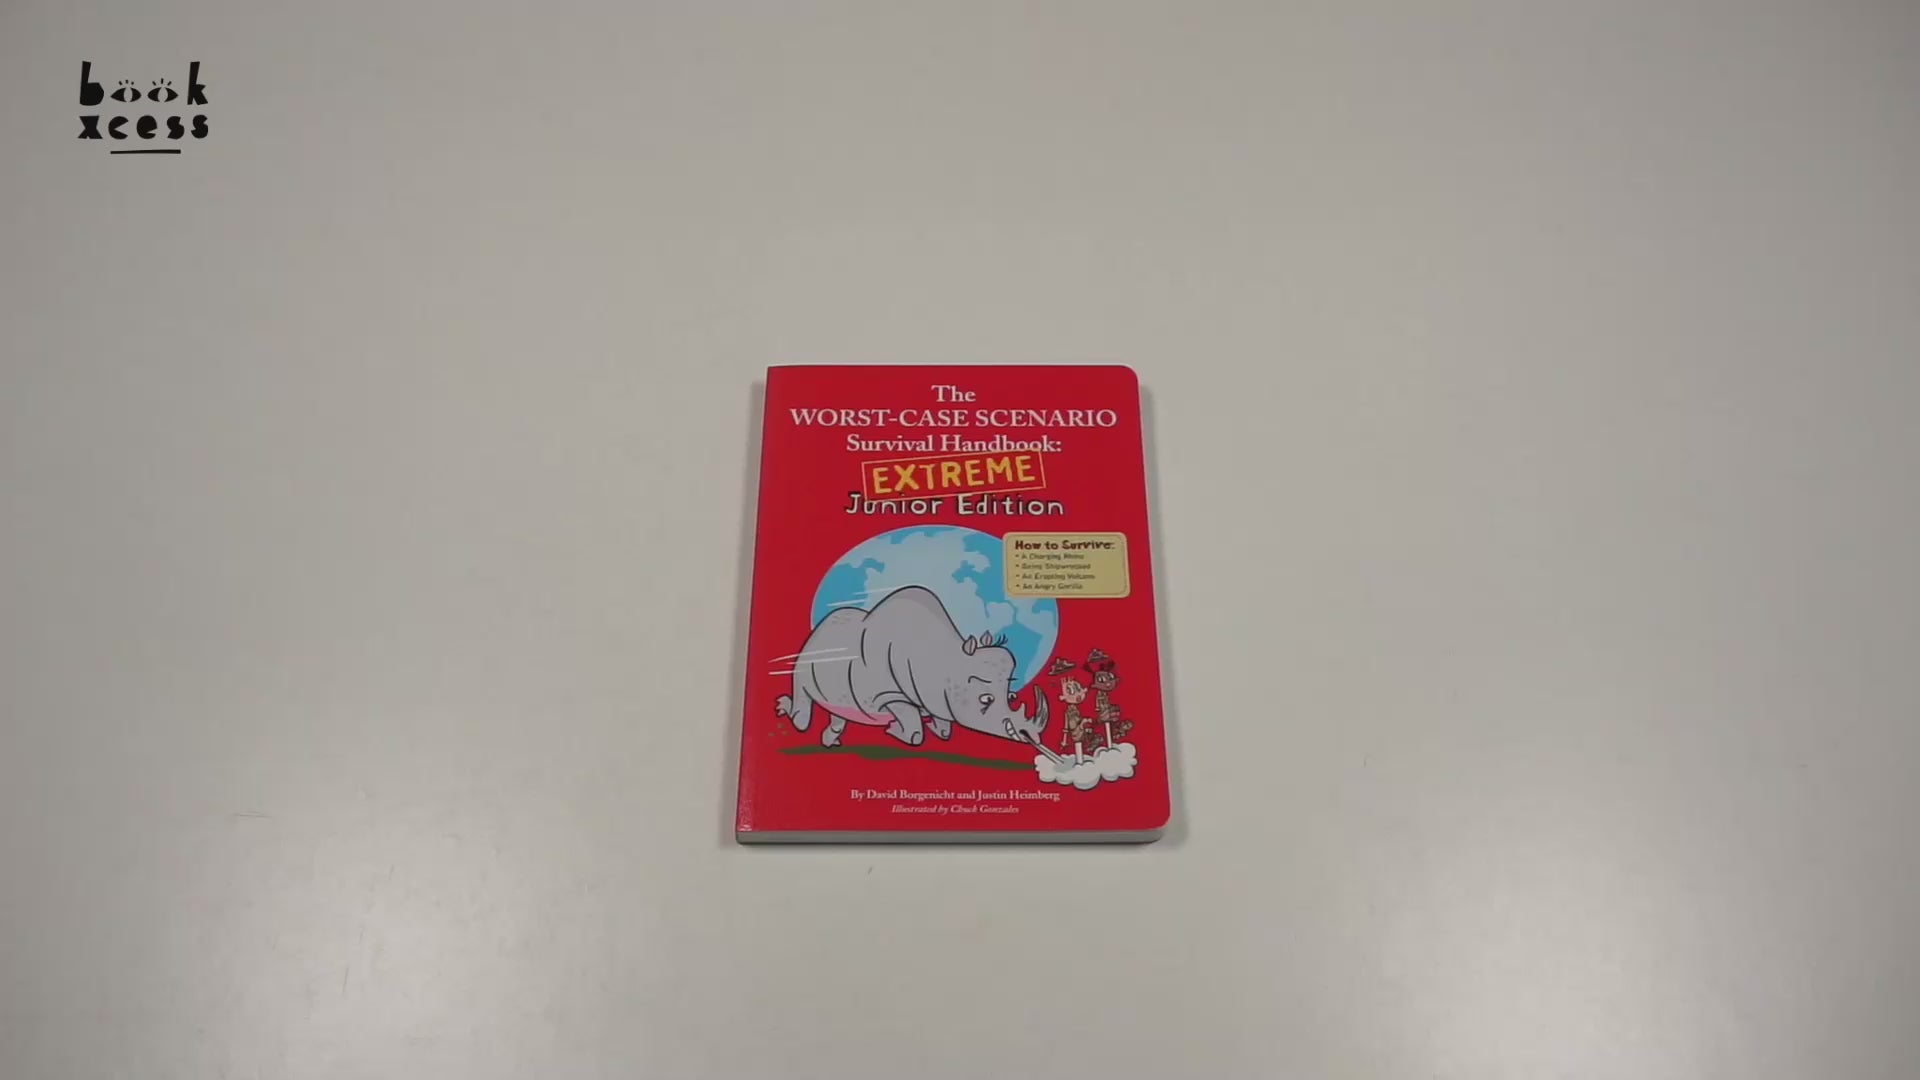 book
xcess
The
WORST-CASE SCENARIO
Survival Handbook:
EXTREME
Junior Edition
How to Survive:
• A Charging Rhino
• Being Shipwrecked
• An Erupting Volcano
• An Angry Gorilla
By David Borgenicht and Justin Heimberg
Illustrated by Chuck Gonzales